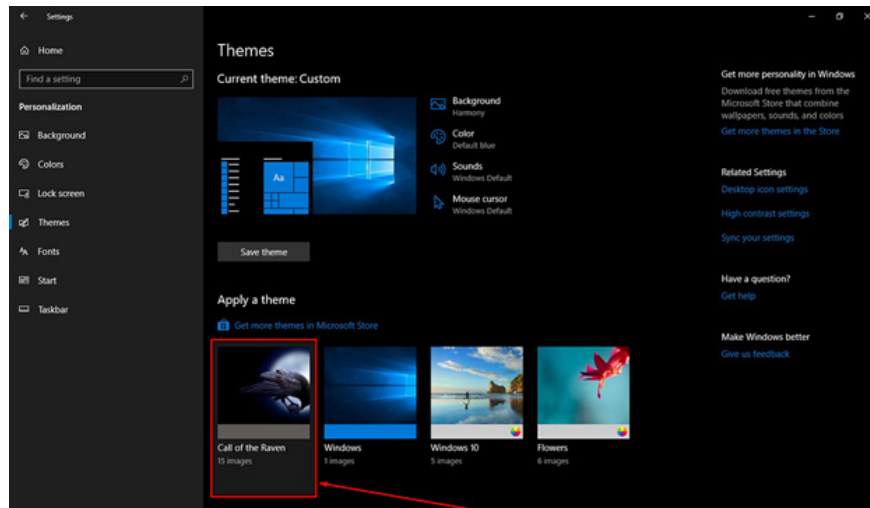 Settings
Home
Find a setting
Personalization
Background
Colors
Lock screen
Themes
Fonts
Start
Taskbar
Themes
Current theme: Custom
Aa
Background
Harmony
Color
Default blue
Sounds
Windows Default
Mouse cursor
Windows Default
Save theme
Apply a theme
Get more themes in Microsoft Store
Call of the Raven
15 images
Windows
1 images
Windows 10
5 images
Flowers
6 images
Get more personality in Windows
Download free themes from the
Microsoft Store that combine
wallpapers, sounds, and colors
Get more themes in the Store
Related Settings
Desktop icon settings
High contrast settings
Sync your settings
Have a question?
Get help
Make Windows better
Give us feedback